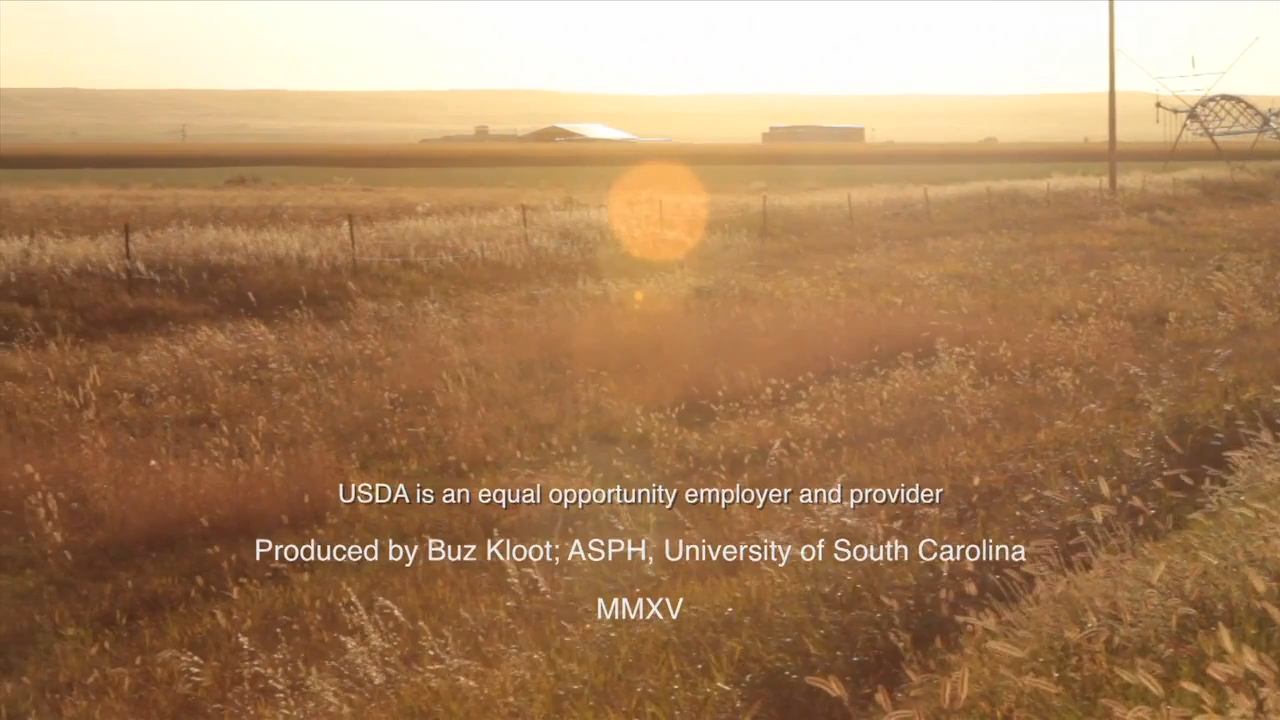 USDA is an equal opportunity employer and provider
Produced by Buz Kloot; ASPH, University of South Carolina
MMXV